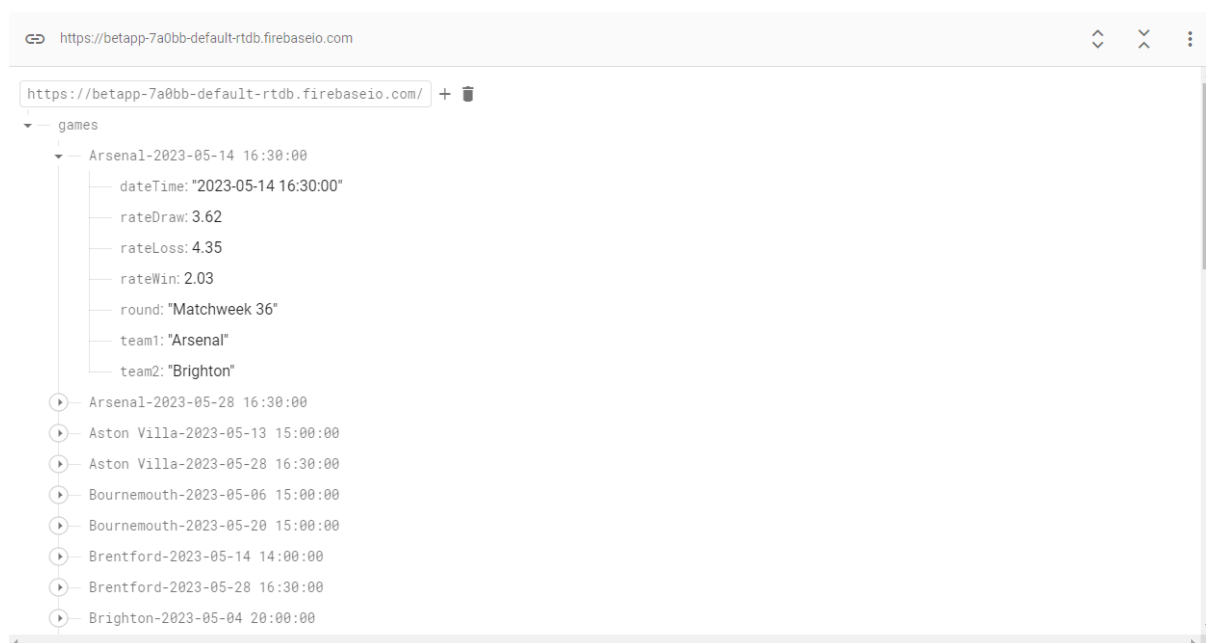 https://betapp-7a0bb-default-rtdb.firebaseio.com
https://betapp-7a0bb-default-rtdb.firebaseio.com/
games
Arsenal-2023-05-14 16:30:00
dateTime: "2023-05-14 16:30:00"
rateDraw: 3.62
rateLoss: 4.35
rateWin: 2.03
round: "Matchweek 36"
team1: "Arsenal"
team2: "Brighton"
Arsenal-2023-05-28 16:30:00
Aston Villa-2023-05-13 15:00:00
Aston Villa-2023-05-28 16:30:00
Bournemouth-2023-05-06 15:00:00
Bournemouth-2023-05-20 15:00:00
Brentford-2023-05-14 14:00:00
Brentford-2023-05-28 16:30:00
Brighton-2023-05-04 20:00:00